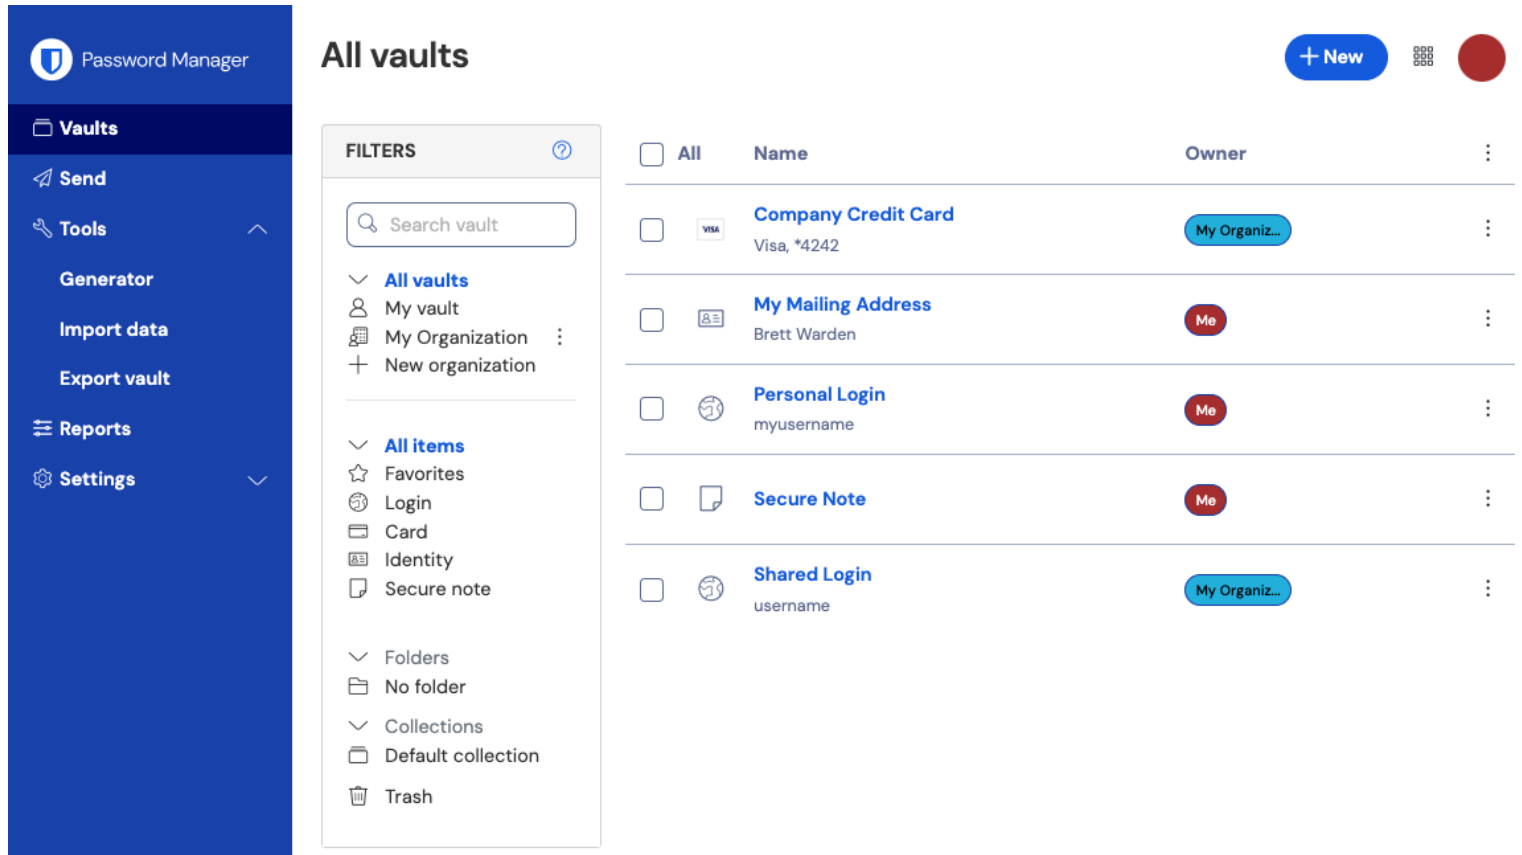 Password Manager
Vaults
Send
Tools
Generator
Import data
Export vault
Reports
Settings
All vaults
New
FILTERS
?
Search vault
All vaults
My vault
My Organization
New organization
All items
Favorites
Login
Card
Identity
Secure note
Folders
No folder
Collections
Default collection
Trash
All Name Owner
VISA
Company Credit Card
Visa, *4242
My Organiz...
My Mailing Address
Brett Warden
Me
Personal Login
myusername
Me
Secure Note
Me
Shared Login
username
My Organiz...